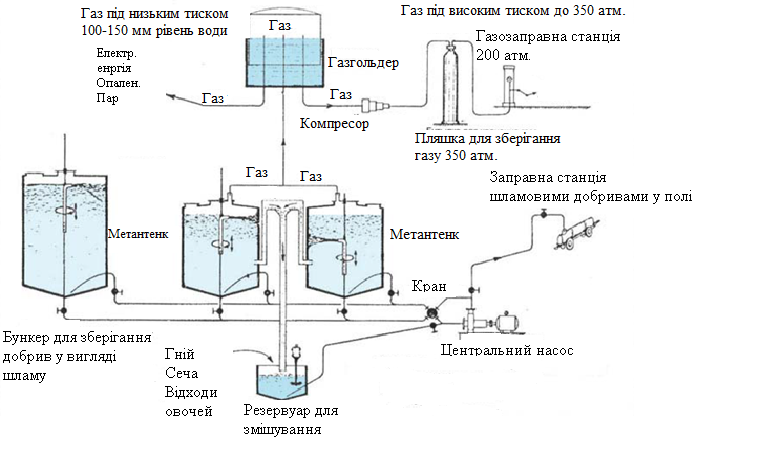 Газ під низьким тиском
100-150 мм рівень води
Газ
Газ під високим тиском до 350 атм.
Газозаправна станція
200 атм.
Електр.
енргія
Опален.
Пар
Газгольдер
Газ
Газ
Компресор
Пляшка для зберігання
газу 350 атм.
Газ
Газ
Заправна станція
шламовими добривами у полі
Метантенк
Метантенк
Кран
Бункер для зберігання
добрив у вигляді
шламу
Центральний насос
Гній
Сеча
Відходи
овочей
Резервуар для
змішування